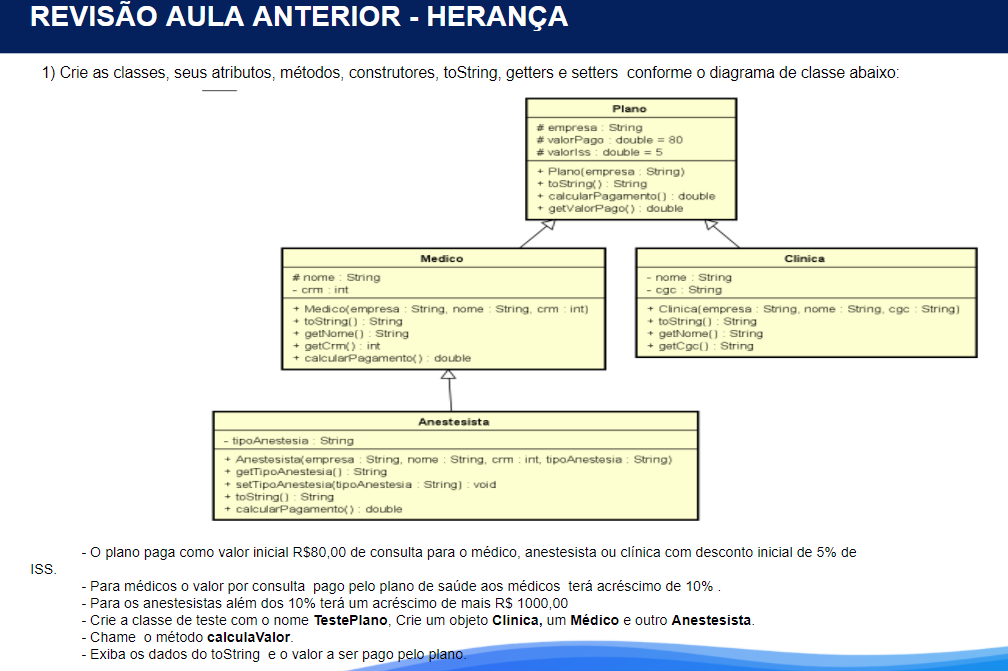 REVISÃO AULA ANTERIOR - HERANÇA
1) Crie as classes, seus atributos, métodos, construtores, toString, getters e setters conforme o diagrama de classe abaixo:
Plano
# empresa : String
# valorPago : double = 80
# valorIss : double = 5
+ Plano(empresa : String)
+ toString() : String
+ calcularPagamento() : double
+ getValorPago() : double
Medico
# nome : String
- crm : int
+ Medico(empresa : String, nome : String, crm : int)
+ toString() : String
+ getNome() : String
+ getCrm() : int
+ calcularPagamento() : double
Clinica
- nome : String
- cgc : String
+ Clinica(empresa : String, nome : String, cgc : String)
+ toString() : String
+ getNome() : String
+ getCgc() : String
Anestesista
- tipoAnestesia : String
+ Anestesista(empresa : String, nome : String, crm : int, tipoAnestesia : String)
+ getTipoAnestesia() : String
+ setTipoAnestesia(tipoAnestesia : String) : void
+ toString() : String
+ calcularPagamento() : double
- O plano paga como valor inicial R$80,00 de consulta para o médico, anestesista ou clínica com desconto inicial de 5% de
ISS.
- Para médicos o valor por consulta pago pelo plano de saúde aos médicos terá acréscimo de 10% .
- Para os anestesistas além dos 10% terá um acréscimo de mais R$ 1000,00
- Crie a classe de teste com o nome TestePlano, Crie um objeto Clinica, um Médico e outro Anestesista.
- Chame o método calculaValor.
- Exiba os dados do toString e o valor a ser pago pelo plano.